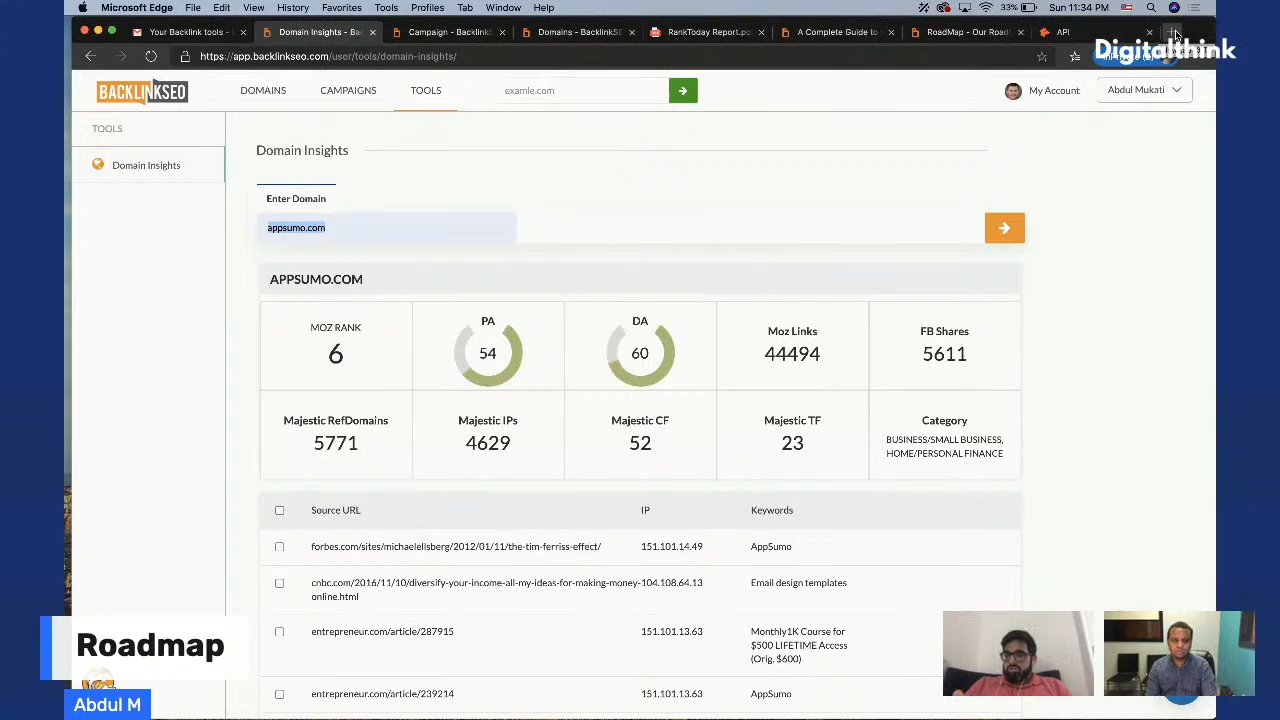 Microsoft Edge File Edit View History Favorites Tools Profiles Tab Window Help 33% Sun 11:34 PM
Your Backlink tools - G Domain Insights - Backlink Campaign - BacklinkSE Domains - BacklinkSE RankToday Report.pd A Complete Guide to RoadMap - Our Road API
https://app.backlinkseo.com/user/tools/domain-insights/
Digitalthink
BACKLINKSEO DOMAINS CAMPAIGNS TOOLS examle.com My Account Abdul Mukati
TOOLS
Domain Insights
Domain Insights
Enter Domain
appsumo.com
APPSUMO.COM
MOZ RANK PA DA Moz Links FB Shares
6 54 60 44494 5611
Majestic RefDomains Majestic IPs Majestic CF Majestic TF Category
5771 4629 52 23 BUSINESS/SMALL BUSINESS,
HOME/PERSONAL FINANCE
Source URL IP Keywords
forbes.com/sites/michaelellsberg/2012/01/11/the-tim-ferriss-effect/ 151.101.14.49 AppSumo
cnbc.com/2016/11/10/diversify-your-income-all-my-ideas-for-making-money- 104.108.64.13 Email design templates
online.html
entrepreneur.com/article/287915 151.101.13.63 Monthly1K Course for
$500 LIFETIME Access
(Orig. $600)
entrepreneur.com/article/239214 151.101.13.63 AppSumo
Roadmap
Abdul M